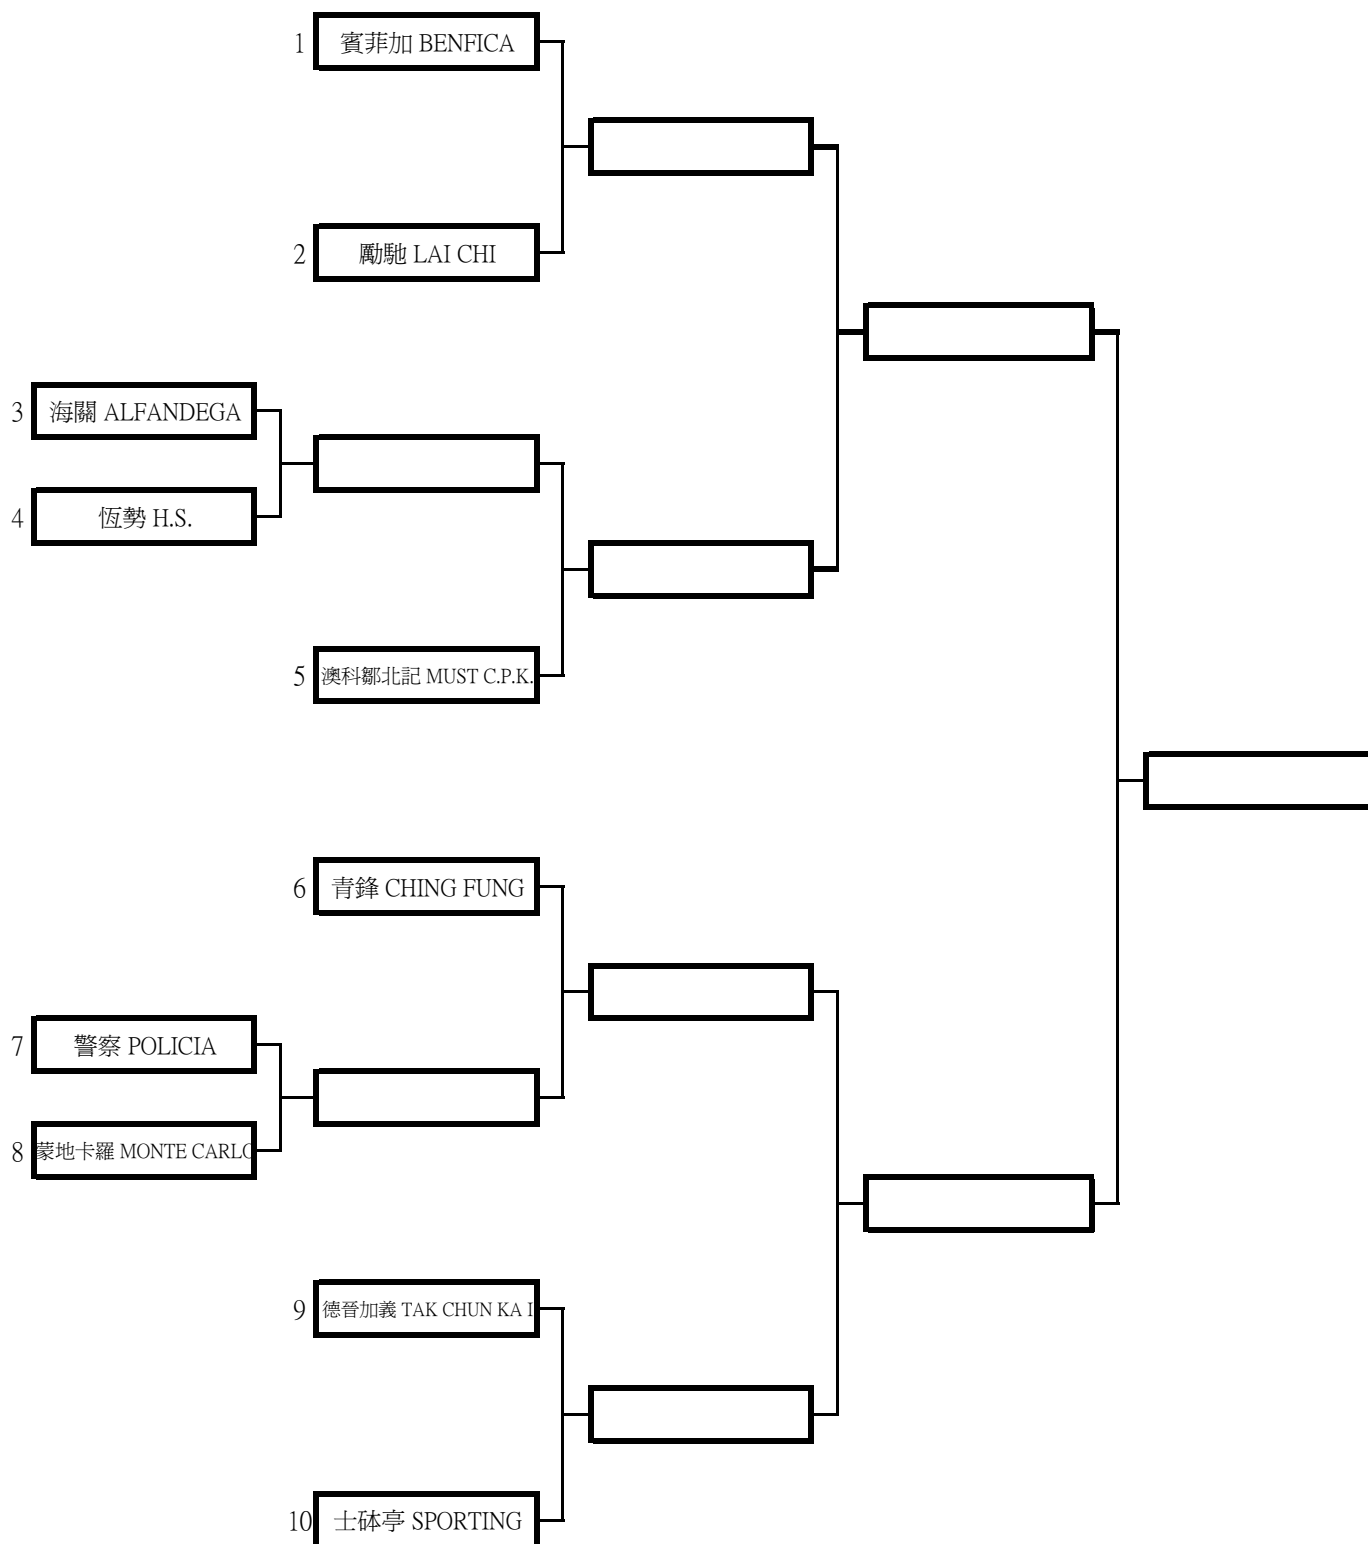 1 賓菲加 BENFICA
2 勵馳 LAI CHI
3 海關 ALFANDEGA
4 恆勢 H.S.
5 澳科鄒北記 MUST C.P.K.
6 青鋒 CHING FUNG
7 警察 POLICIA
8 蒙地卡羅 MONTE CARLO
9 德晉加義 TAK CHUN KA I
10 士砵亭 SPORTING